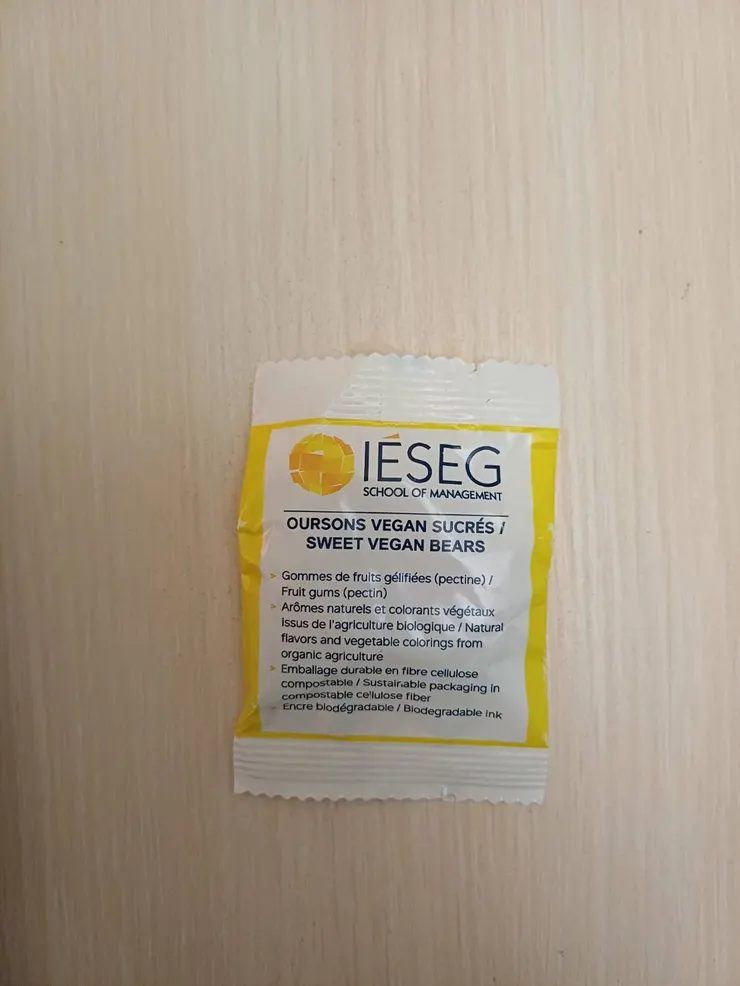 IÉSEG
SCHOOL OF MANAGEMENT
OURSONS VEGAN SUCRÉS /
SWEET VEGAN BEARS
> Gommes de fruits gélifiées (pectine) /
Fruit gums (pectin)
> Arômes naturels et colorants végétaux
issus de l'agriculture biologique / Natural
flavors and vegetable colorings from
organic agriculture
> Emballage durable en fibre cellulose
compostable / Sustainable packaging in
compostable cellulose fiber
> Encre biodégradable / Biodegradable ink